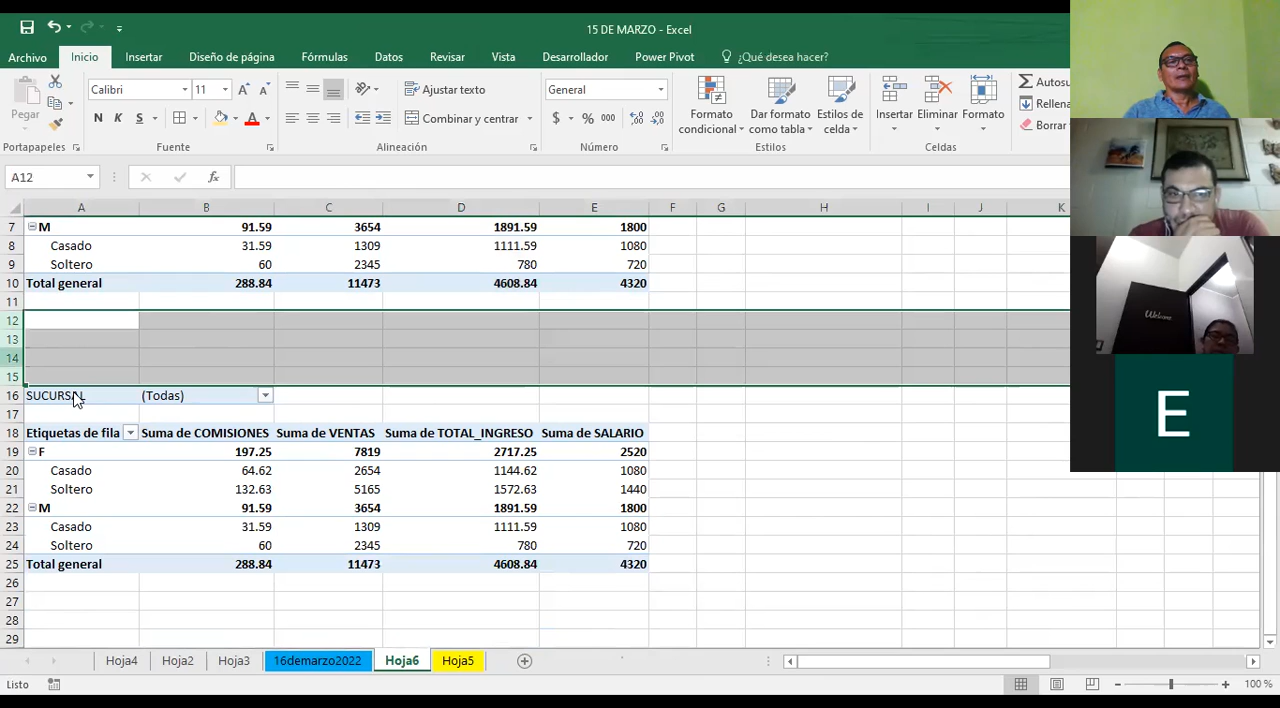 15 DE MARZO - Excel
Archivo Inicio Insertar Diseño de página Fórmulas Datos Revisar Vista Desarrollador Power Pivot ¿Qué desea hacer?
Pegar
Calibri 11
N K S
Ajustar texto
Combinar y centrar
General
$ % 000
Formato condicional
Dar formato como tabla
Estilos de celda
Insertar Eliminar Formato
Autosu
Rellena
Borrar
Portapapeles Fuente Alineación Número Estilos Celdas
A12 fx
A B C D E F G H I J K
7 M 91.59 3654 1891.59 1800
8 Casado 31.59 1309 1111.59 1080
9 Soltero 60 2345 780 720
10 Total general 288.84 11473 4608.84 4320
11
12
13
14
15
16 SUCURSAL (Todas)
17
18 Etiquetas de fila Suma de COMISIONES Suma de VENTAS Suma de TOTAL_INGRESO Suma de SALARIO
19 F 197.25 7819 2717.25 2520
20 Casado 64.62 2654 1144.62 1080
21 Soltero 132.63 5165 1572.63 1440
22 M 91.59 3654 1891.59 1800
23 Casado 31.59 1309 1111.59 1080
24 Soltero 60 2345 780 720
25 Total general 288.84 11473 4608.84 4320
26
27
28
29
Hoja4 Hoja2 Hoja3 16demarzo2022 Hoja6 Hoja5
Listo 100 %
Welcome
E